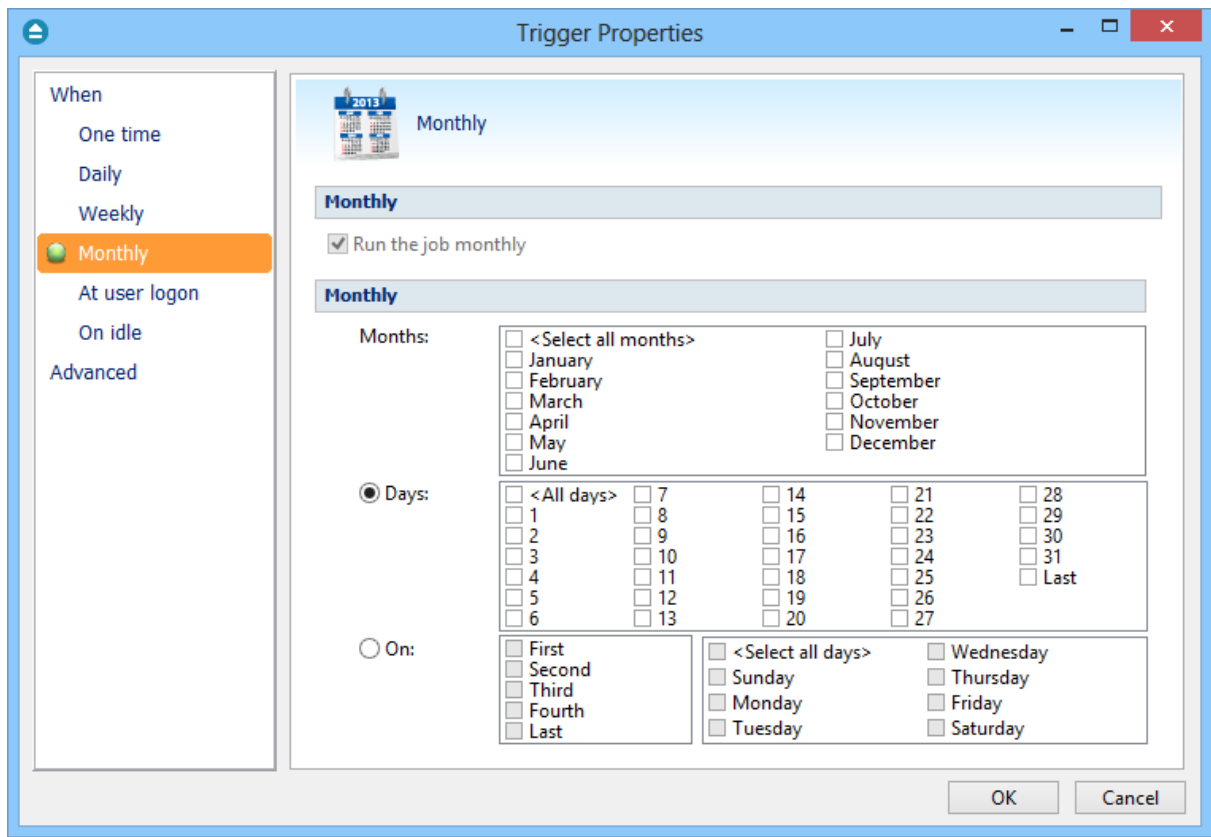 Trigger Properties
When
One time
Daily
Weekly
Monthly
At user logon
On idle
Advanced
2013
Monthly
Monthly
Run the job monthly
Monthly
Months:
<Select all months>
January
February
March
April
May
June
July
August
September
October
November
December
Days:
<All days>
1
2
3
4
5
6
7
8
9
10
11
12
13
14
15
16
17
18
19
20
21
22
23
24
25
26
27
28
29
30
31
Last
On:
First
Second
Third
Fourth
Last
<Select all days>
Sunday
Monday
Tuesday
Wednesday
Thursday
Friday
Saturday
OK
Cancel